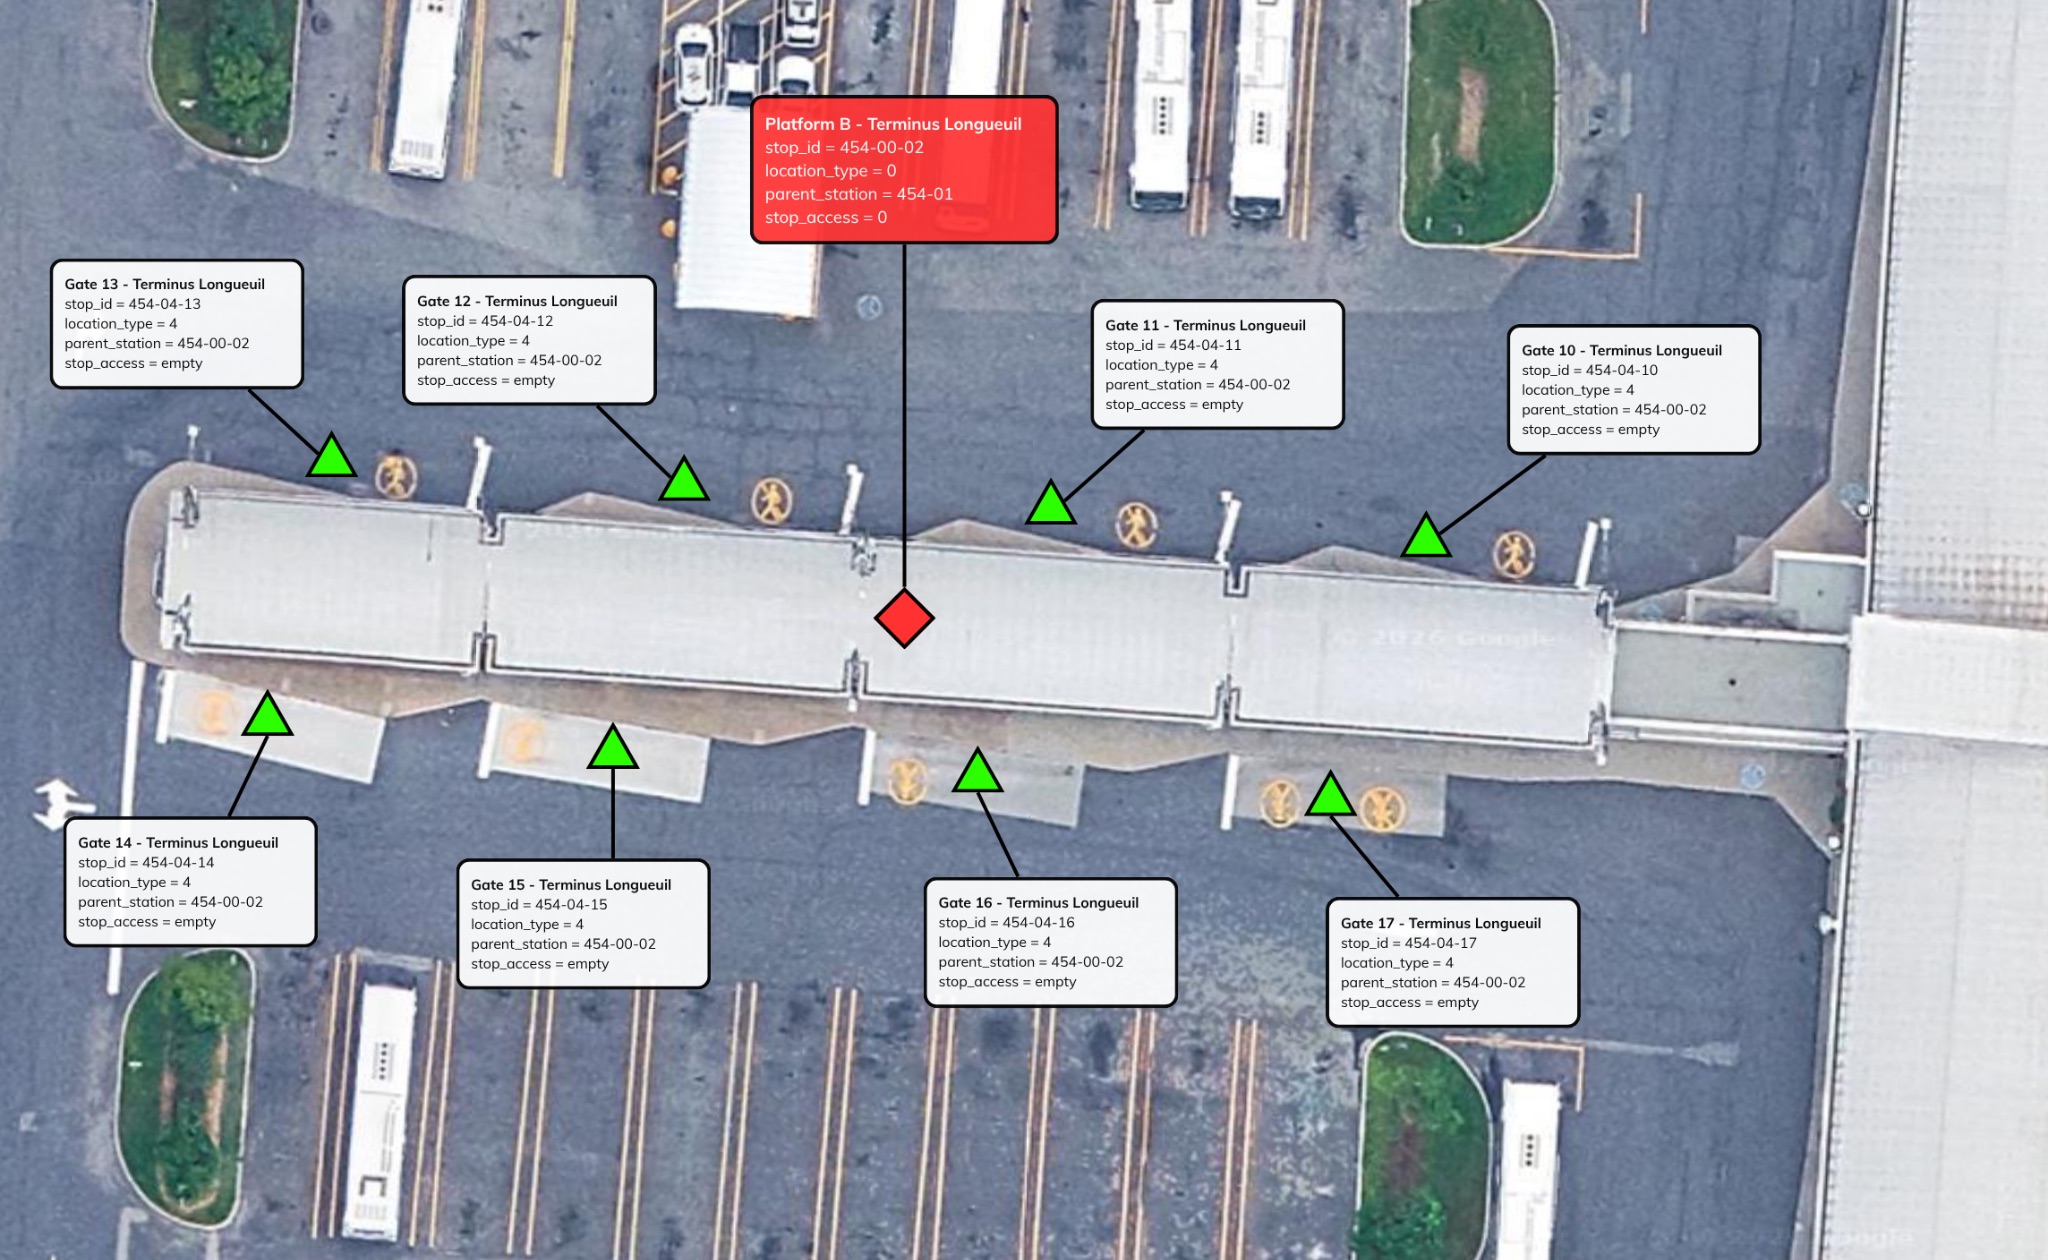 Platform B - Terminus Longueuil
stop_id = 454-00-02
location_type = 0
parent_station = 454-01
stop_access = 0
Gate 13 - Terminus Longueuil
stop_id = 454-04-13
location_type = 4
parent_station = 454-00-02
stop_access = empty
Gate 12 - Terminus Longueuil
stop_id = 454-04-12
location_type = 4
parent_station = 454-00-02
stop_access = empty
Gate 11 - Terminus Longueuil
stop_id = 454-04-11
location_type = 4
parent_station = 454-00-02
stop_access = empty
Gate 10 - Terminus Longueuil
stop_id = 454-04-10
location_type = 4
parent_station = 454-00-02
stop_access = empty
2026 Google
Gate 14 - Terminus Longueuil
stop_id = 454-04-14
location_type = 4
parent_station = 454-00-02
stop_access = empty
Gate 15 - Terminus Longueuil
stop_id = 454-04-15
location_type = 4
parent_station = 454-00-02
stop_access = empty
Gate 16 - Terminus Longueuil
stop_id = 454-04-16
location_type = 4
parent_station = 454-00-02
stop_access = empty
Gate 17 - Terminus Longueuil
stop_id = 454-04-17
location_type = 4
parent_station = 454-00-02
stop_access = empty